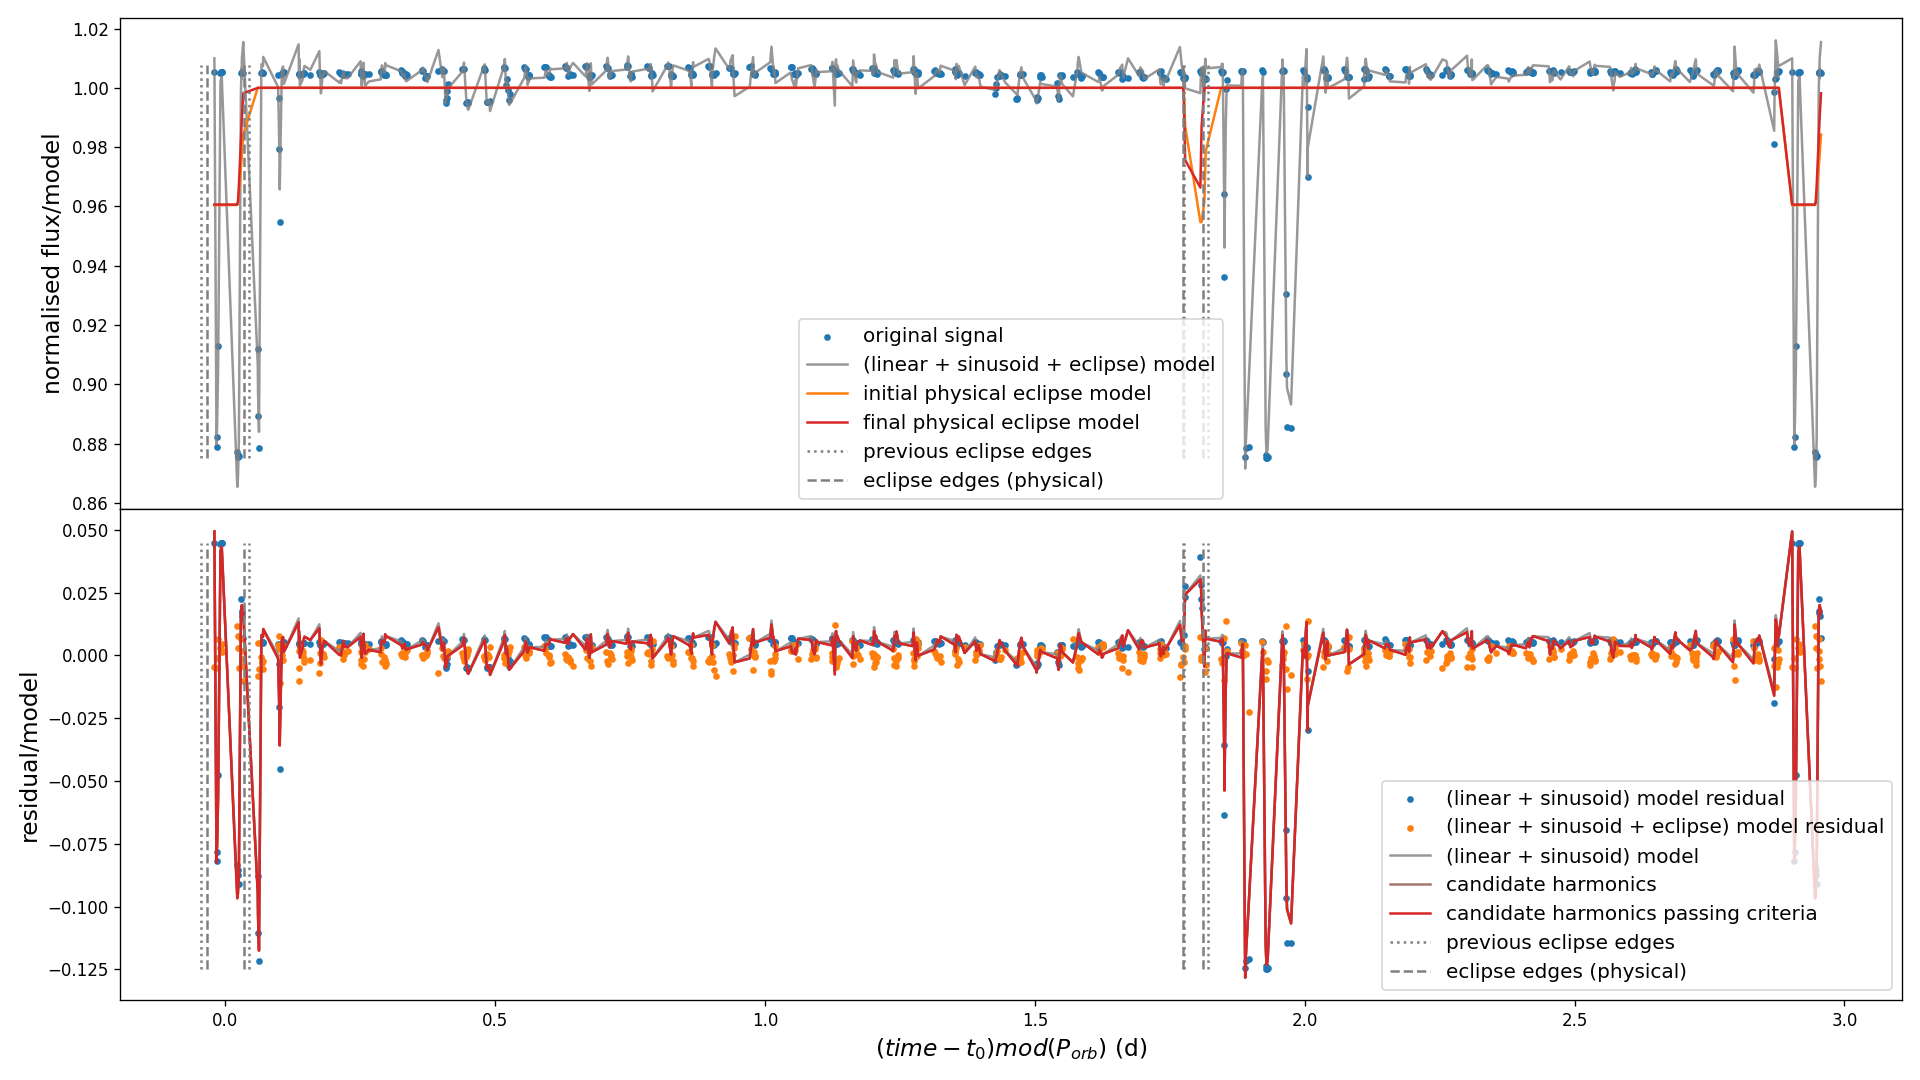 normalised flux/model
1.02
1.00
0.98
0.96
0.94
0.92
0.90
0.88
0.86
original signal
(linear + sinusoid + eclipse) model
initial physical eclipse model
final physical eclipse model
previous eclipse edges
eclipse edges (physical)
residual/model
0.050
0.025
0.000
−0.025
−0.050
−0.075
−0.100
−0.125
(linear + sinusoid) model residual
(linear + sinusoid + eclipse) model residual
(linear + sinusoid) model
candidate harmonics
candidate harmonics passing criteria
previous eclipse edges
eclipse edges (physical)
0.0 0.5 1.0 1.5 2.0 2.5 3.0
(time − t₀)mod(Pₒᵣb) (d)